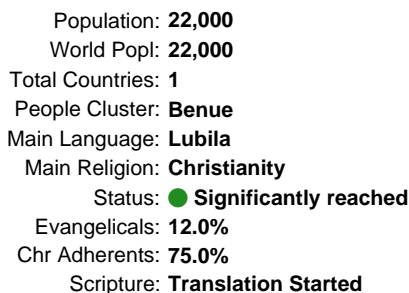 Population: 22,000
World Popl: 22,000
Total Countries: 1
People Cluster: Benue
Main Language: Lubila
Main Religion: Christianity
Status: Significantly reached
Evangelicals: 12.0%
Chr Adherents: 75.0%
Scripture: Translation Started